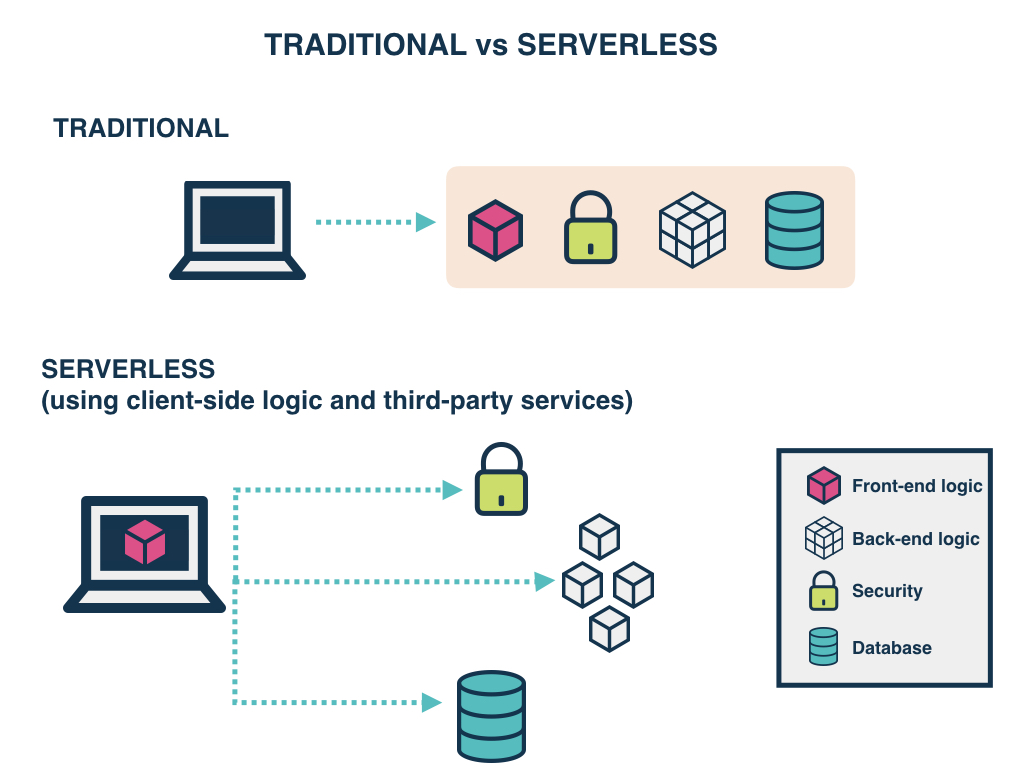 TRADITIONAL vs SERVERLESS
TRADITIONAL
SERVERLESS
(using client-side logic and third-party services)
Front-end logic
Back-end logic
Security
Database